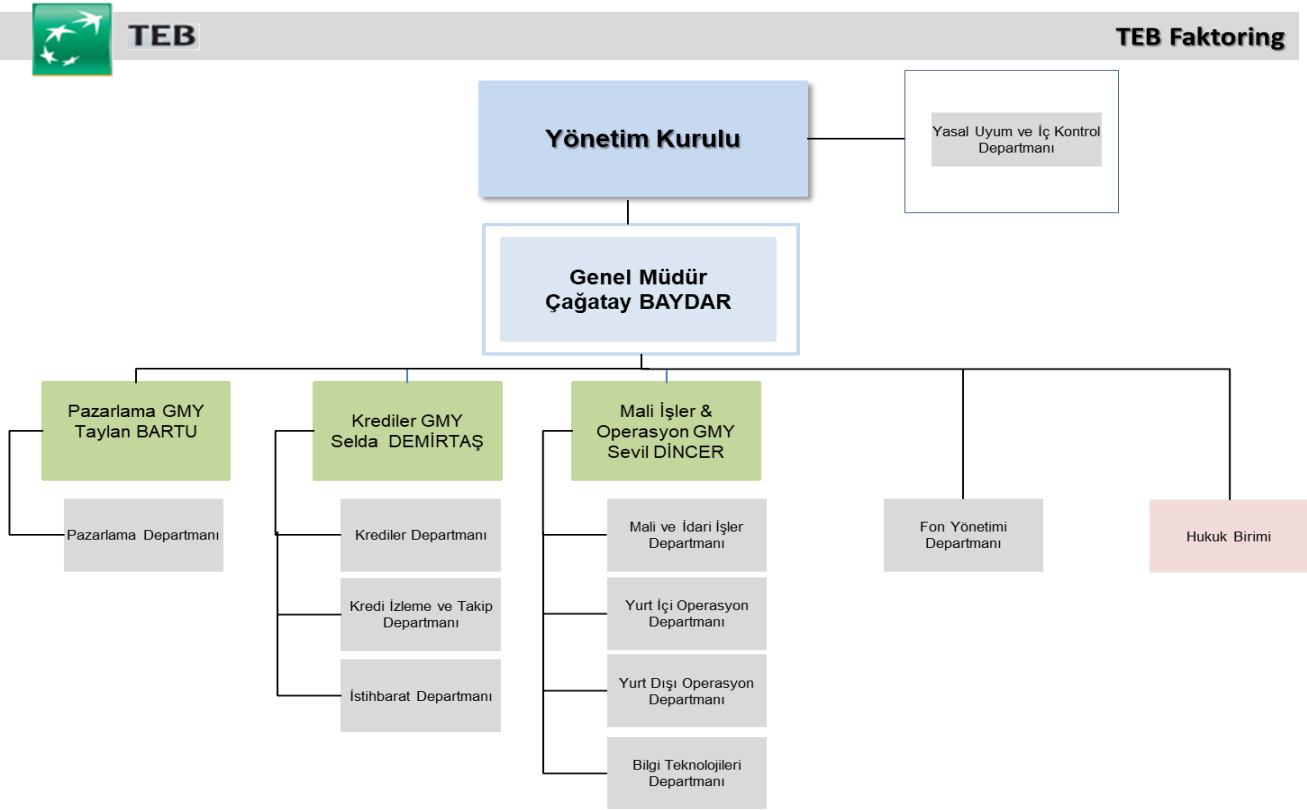 TEB
TEB Faktoring
Yönetim Kurulu
Yasal Uyum ve İç Kontrol
Departmanı
Genel Müdür
Çağatay BAYDAR
Pazarlama GMY
Taylan BARTU
Krediler GMY
Selda DEMİRTAŞ
Mali İşler &
Operasyon GMY
Sevil DİNCER
Pazarlama Departmanı
Krediler Departmanı
Kredi İzleme ve Takip
Departmanı
İstihbarat Departmanı
Mali ve İdari İşler
Departmanı
Yurt İçi Operasyon
Departmanı
Yurt Dışı Operasyon
Departmanı
Bilgi Teknolojileri
Departmanı
Fon Yönetimi
Departmanı
Hukuk Birimi